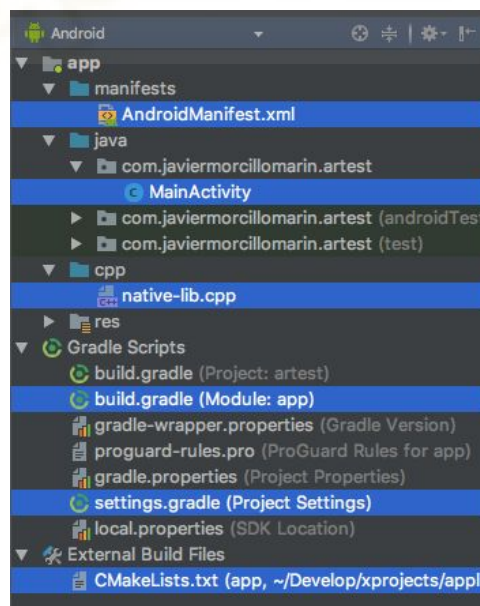 Android
app
manifests
AndroidManifest.xml
java
com.javiermorcillomarin.artest
MainActivity
com.javiermorcillomarin.artest (androidTes
com.javiermorcillomarin.artest (test)
cpp
native-lib.cpp
res
Gradle Scripts
build.gradle (Project: artest)
build.gradle (Module: app)
gradle-wrapper.properties (Gradle Version)
proguard-rules.pro (ProGuard Rules for app)
gradle.properties (Project Properties)
settings.gradle (Project Settings)
local.properties (SDK Location)
External Build Files
CMakeLists.txt (app, ~/Develop/xprojects/appl